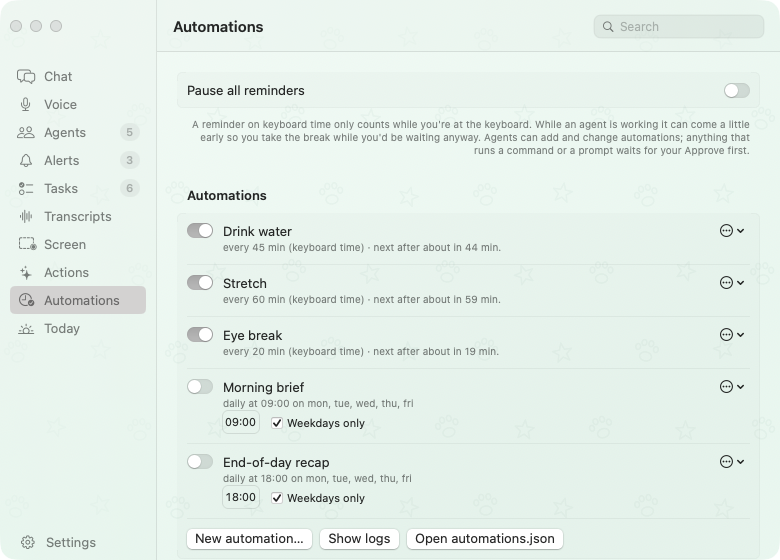 Automations
Search
Chat
Voice
Agents 5
Alerts 3
Tasks 6
Transcripts
Screen
Actions
Automations
Today
Settings
Pause all reminders
A reminder on keyboard time only counts while you're at the keyboard. While an agent is working it can come a little
early so you take the break while you'd be waiting anyway. Agents can add and change automations; anything that
runs a command or a prompt waits for your Approve first.
Automations
Drink water
every 45 min (keyboard time) · next after about in 44 min.
Stretch
every 60 min (keyboard time) · next after about in 59 min.
Eye break
every 20 min (keyboard time) · next after about in 19 min.
Morning brief
daily at 09:00 on mon, tue, wed, thu, fri
09:00 Weekdays only
End-of-day recap
daily at 18:00 on mon, tue, wed, thu, fri
18:00 Weekdays only
New automation... Show logs Open automations.json